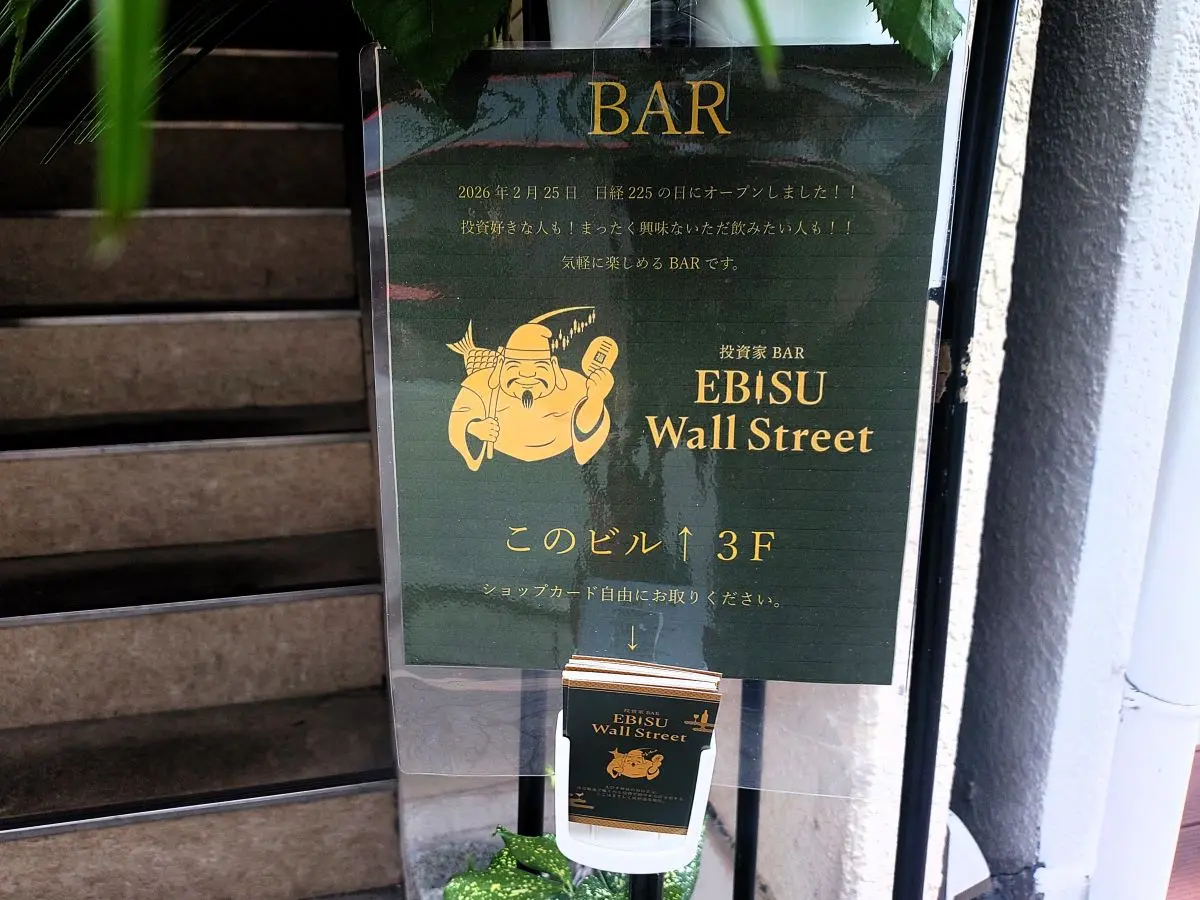 BAR
2026年2月25日 日経225の日にオープンしました！！
投資好きな人も！まったく興味ないただ飲みたい人も！！
気軽に楽しめるBARです。
投資家BAR
EBISU
Wall Street
このビル↑3F
ショップカード自由にお取りください。
↓
投資家BAR
EBISU
Wall Street